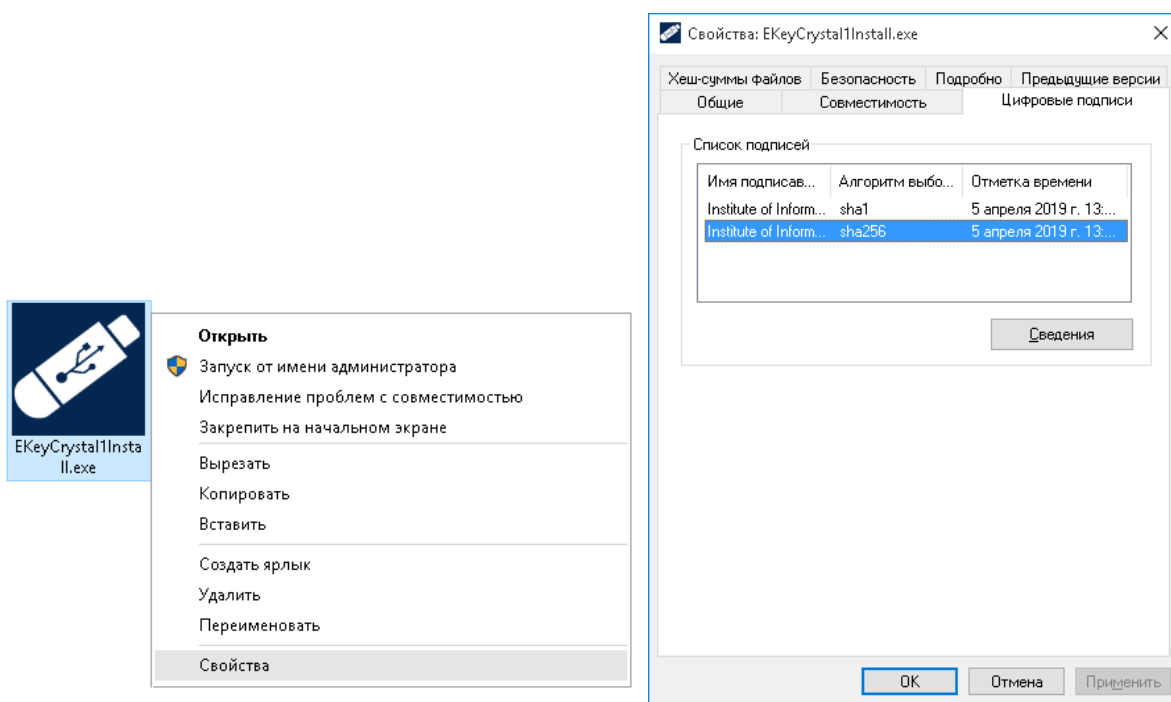 EKeyCrystal1Insta
ll.exe
Открыть
Запуск от имени администратора
Исправление проблем с совместимостью
Закрепить на начальном экране
Вырезать
Копировать
Вставить
Создать ярлык
Удалить
Переименовать
Свойства
Свойства: EKeyCrystal1Install.exe
Хеш-суммы файлов Безопасность Подробно Предыдущие версии
Общие Совместимость Цифровые подписи
Список подписей
Имя подписав... Алгоритм выбо... Отметка времени
Institute of Inform... sha1 5 апреля 2019 г. 13:...
Institute of Inform... sha256 5 апреля 2019 г. 13:...
Сведения
OK Отмена Применить